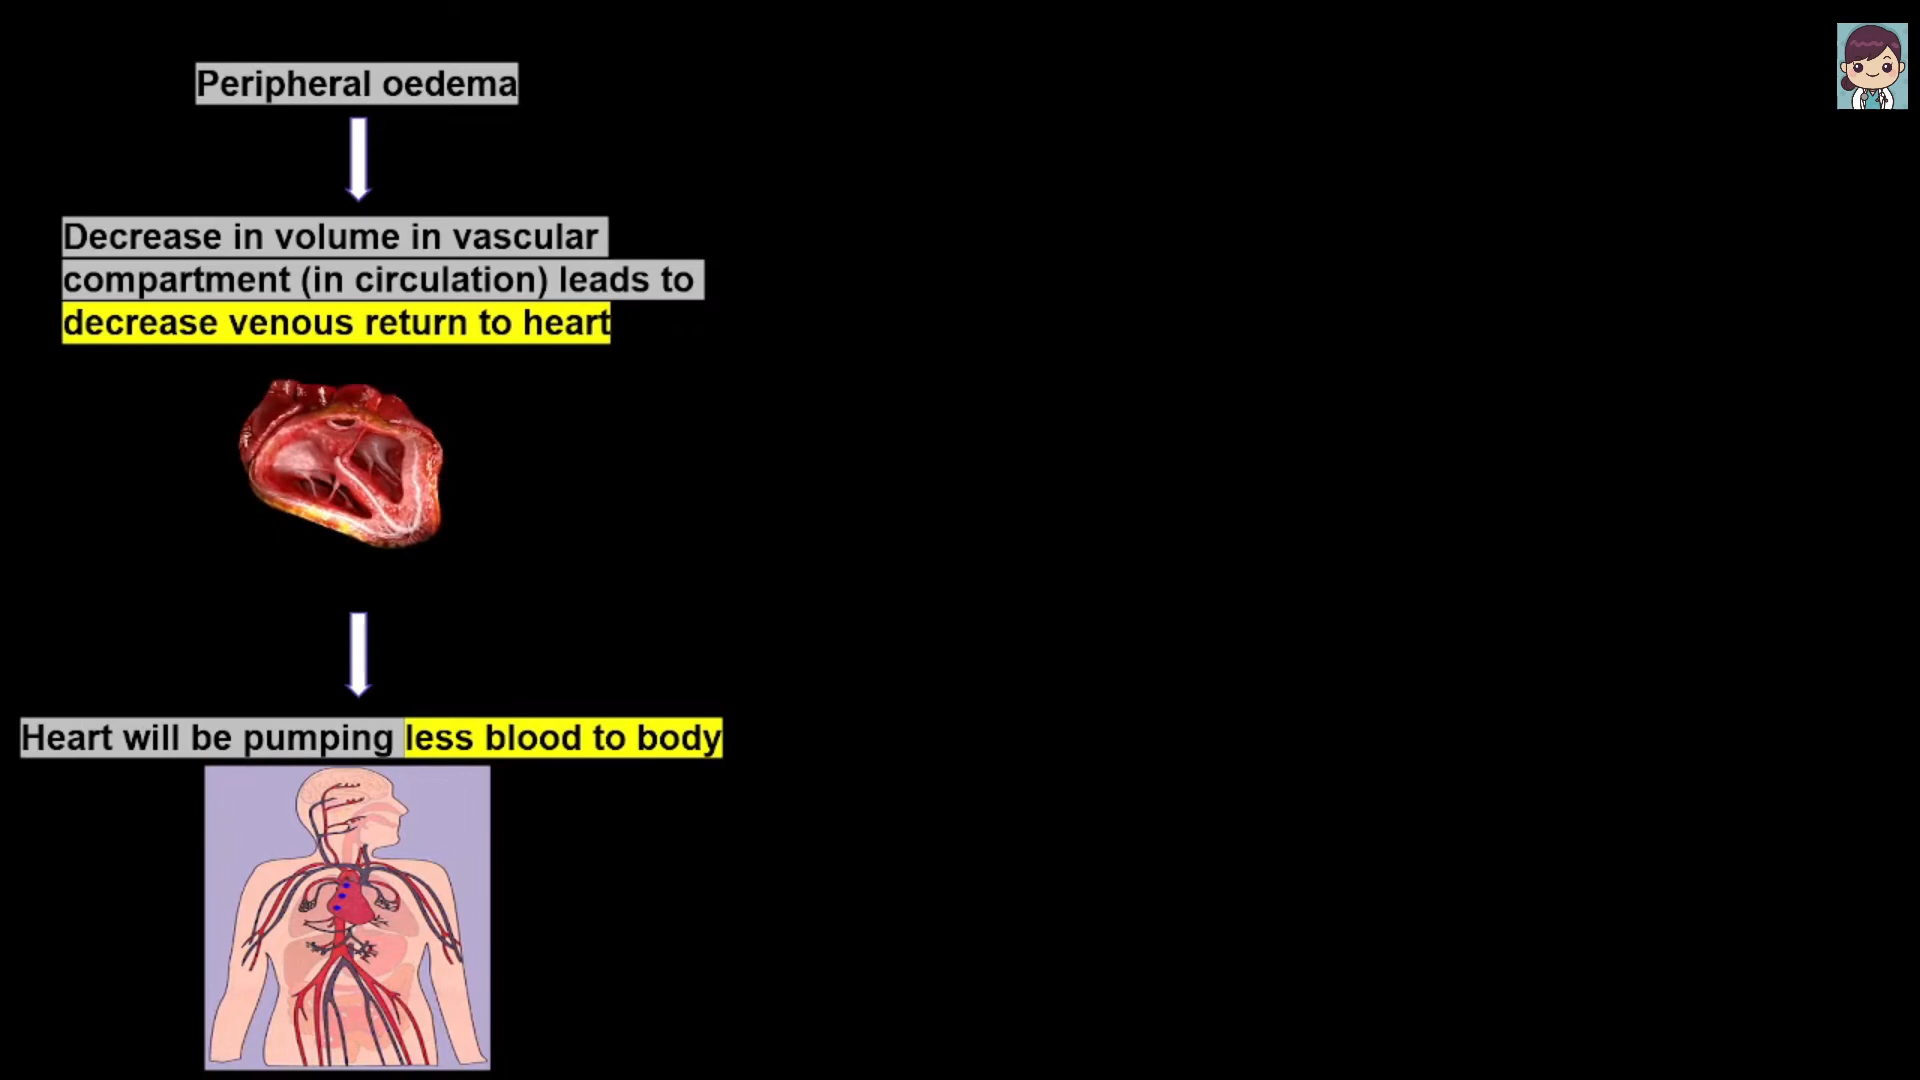 Peripheral oedema
Decrease in volume in vascular
compartment (in circulation) leads to
decrease venous return to heart
Heart will be pumping less blood to body